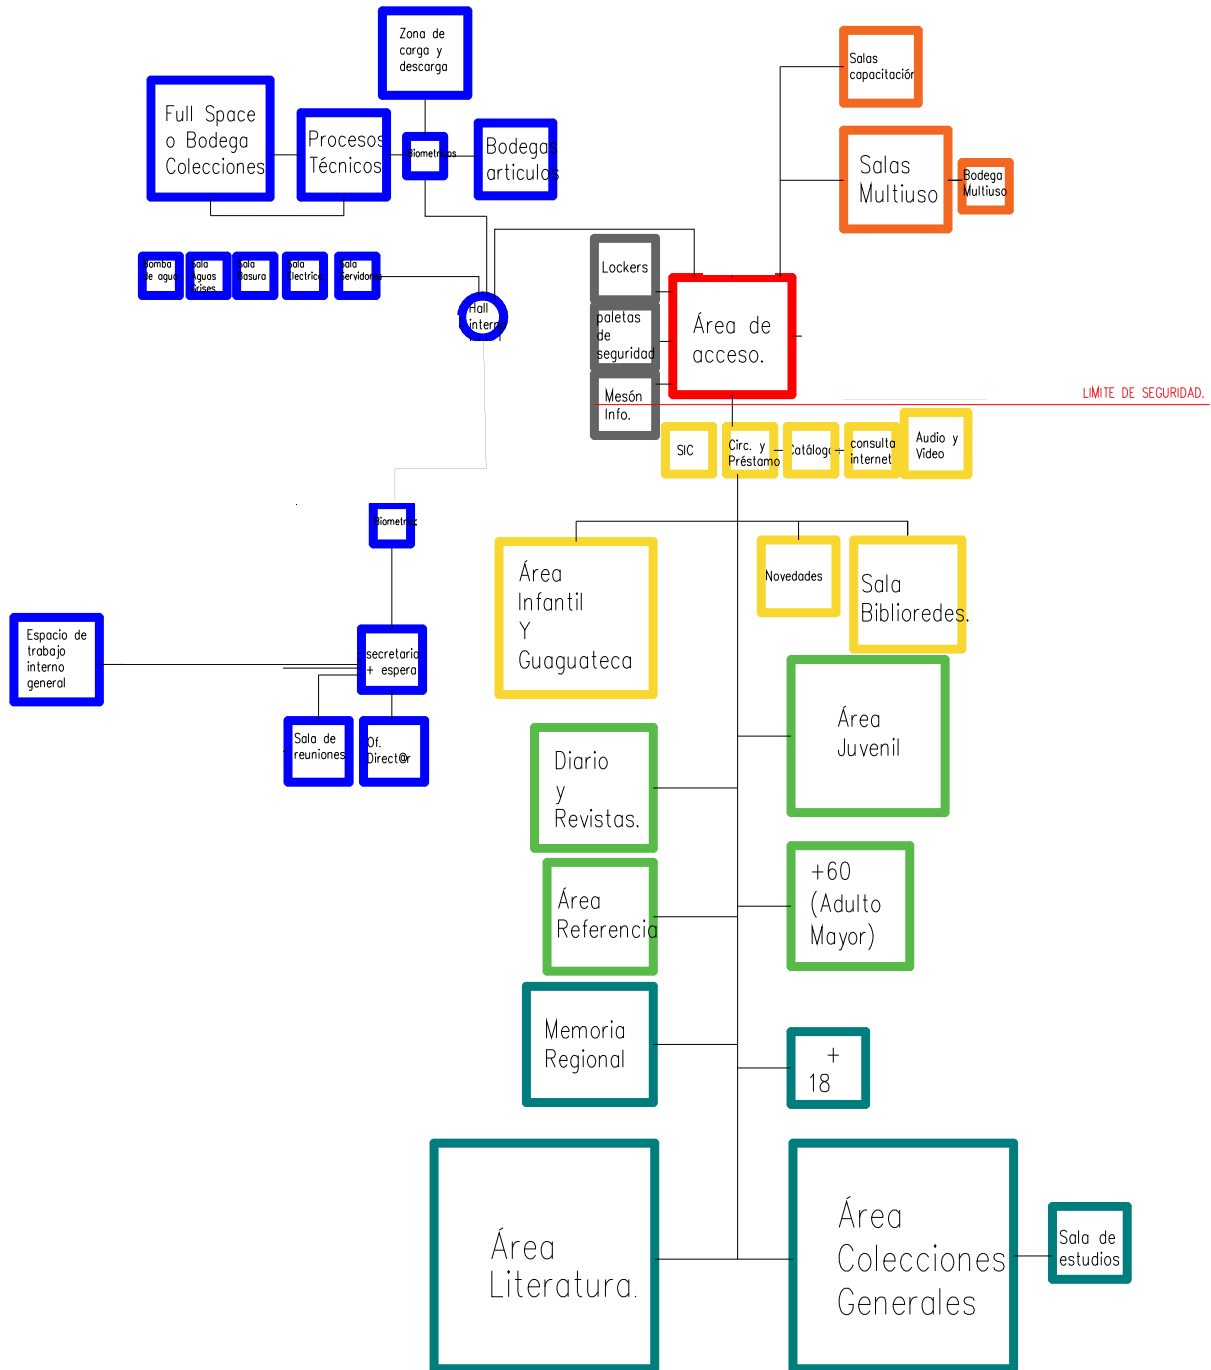 Zona de
carga y
descarga
Salas
capacitación
Full Space
o Bodega
Colecciones
Procesos
Técnicos
Biometricos
Bodegas
articulos
Salas
Multiuso
Bodega
Multiuso
Bomba
de agua
Sala
Aguas
Grises
Sala
Basura
Sala
Electrica
Sala
Servidores
Hall
interno
Lockers
paletas
de
seguridad
Mesón
Info.
Área de
acceso.
LIMITE DE SEGURIDAD.
SIC
Circ. y
Préstamo
Catálogo
consulta
internet
Audio y
Video
Biometrico
Área
Infantil
Y
Guaguateca
Novedades
Sala
Biblioredes.
Espacio de
trabajo
interno
general
secretaria
+ espera
Sala de
reuniones
Of.
Direct@r
Área
Juvenil
Diario
y
Revistas.
+60
(Adulto
Mayor)
Área
Referencia
Memoria
Regional
+
18
Área
Literatura.
Área
Colecciones
Generales
Sala de
estudios